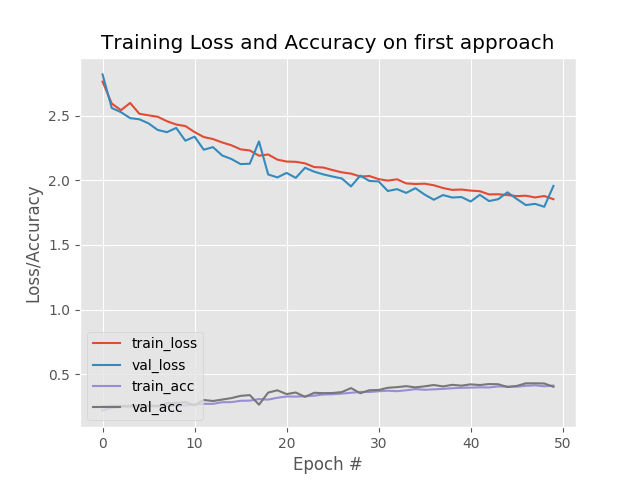 Training Loss and Accuracy on first approach
Loss/Accuracy
2.5
2.0
1.5
1.0
0.5
train_loss
val_loss
train_acc
val_acc
0 10 20 30 40 50
Epoch #